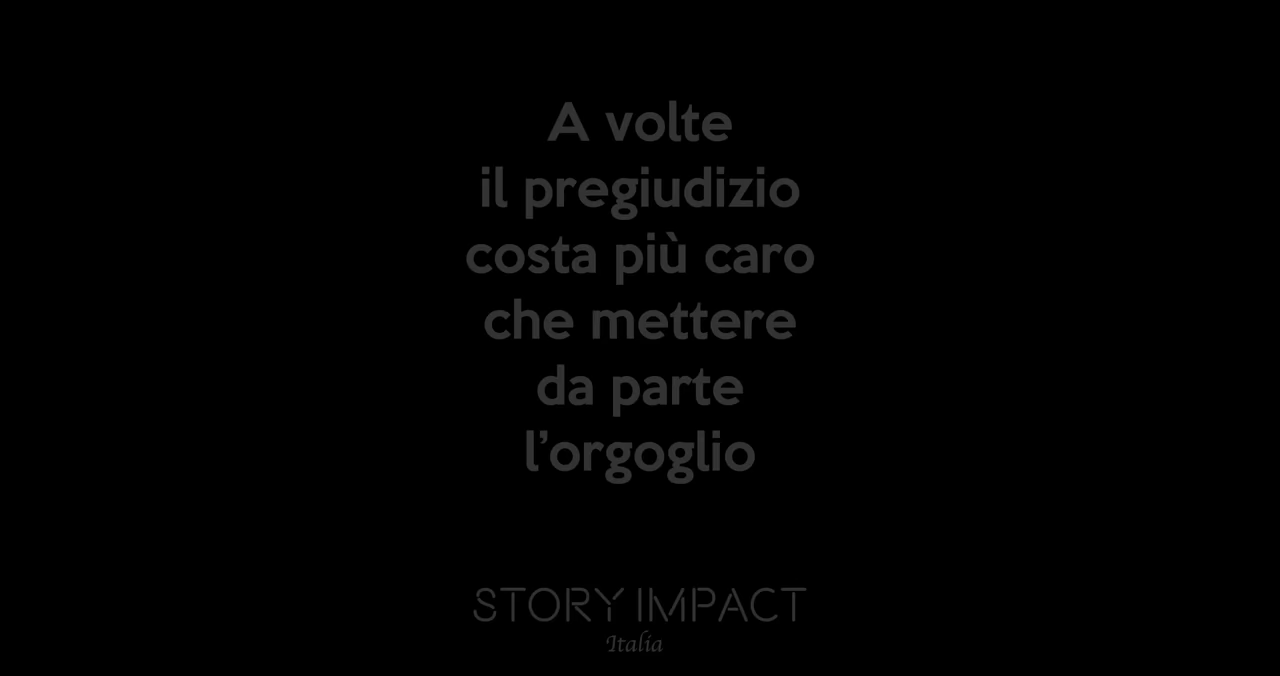 A volte
il pregiudizio
costa più caro
che mettere
da parte
l’orgoglio
STORY IMPACT
Italia